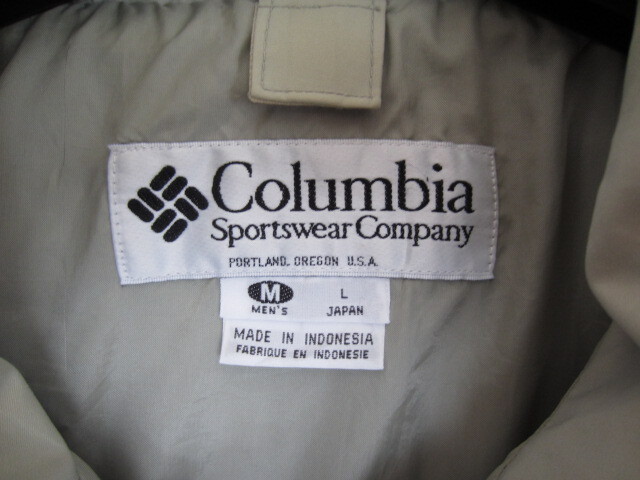 Columbia
Sportswear Company
PORTLAND, OREGON U.S.A.
M L
MEN'S JAPAN
MADE IN INDONESIA
FABRIQUE EN INDONESIE